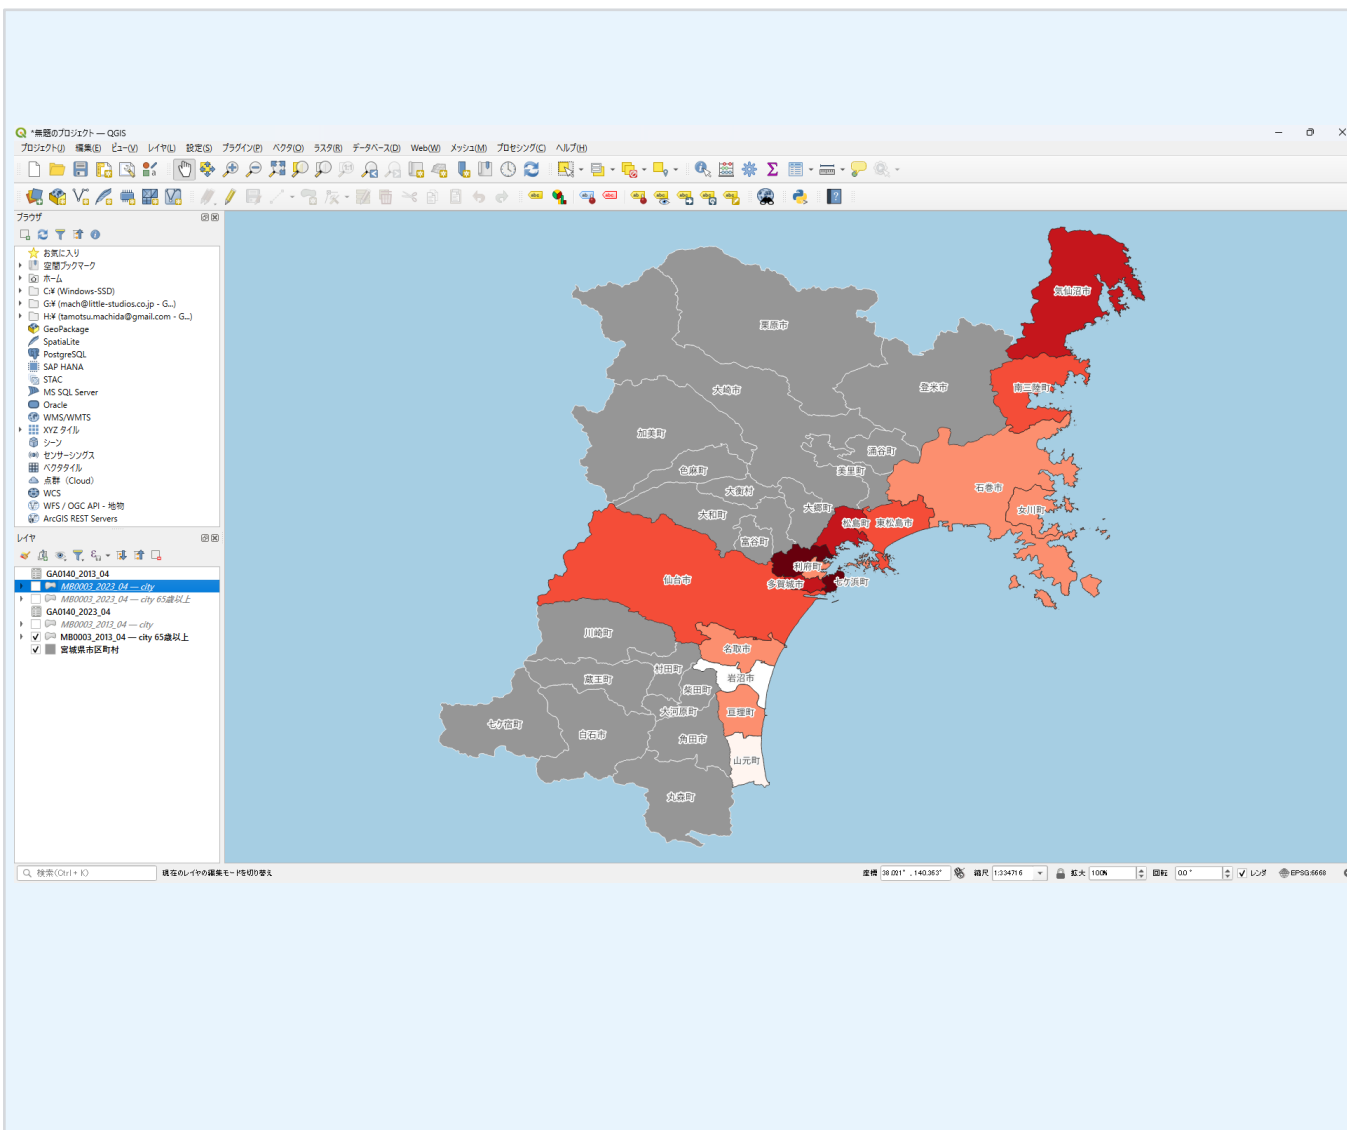 *無題のプロジェクト — QGIS
プロジェクト(J) 編集(E) ビュー(V) レイヤ(L) 設定(S) プラグイン(P) ベクタ(O) ラスタ(R) データベース(D) Web(W) メッシュ(M) プロセシング(C) ヘルプ(H)
ブラウザ
お気に入り
空間ブックマーク
ホーム
C:¥ (Windows-SSD)
G:¥ (mach@little-studios.co.jp - G...)
H:¥ (tamotsu.machida@gmail.com - G...)
GeoPackage
SpatiaLite
PostgreSQL
SAP HANA
STAC
MS SQL Server
Oracle
WMS/WMTS
XYZ タイル
シーン
センサーシングス
ベクタタイル
点群 (Cloud)
WCS
WFS / OGC API - 地物
ArcGIS REST Servers
レイヤ
GA0140_2013_04
MB0003_2023_04 — city
MB0003_2023_04 — city 65歳以上
GA0140_2023_04
MB0003_2013_04 — city
MB0003_2013_04 — city 65歳以上
宮城県市区町村
気仙沼市
栗原市
南三陸町
登米市
大崎市
加美町
涌谷町
色麻町
美里町
石巻市
大衡村
女川町
大郷町
大和町
松島町
東松島市
富谷町
利府町
仙台市
多賀城市
七ケ浜町
川崎町
名取市
村田町
岩沼市
蔵王町
柴田町
大河原町
亘理町
七ケ宿町
白石市
角田市
山元町
丸森町
検索(Ctrl + K) 現在のレイヤの編集モードを切り替え 座標 38.021° , 140.363° 縮尺 1:334716 拡大 100% 回転 0.0 ° レンダ EPSG:6668